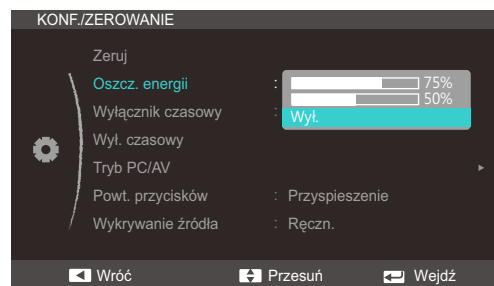 KONF./ZEROWANIE
Zeruj
Oszcz. energii : 75%
50%
Wyłącznik czasowy : Wył.
Wył. czasowy
Tryb PC/AV
Powt. przycisków : Przyspieszenie
Wykrywanie źródła : Ręczn.
Wróć Przesuń Wejdź